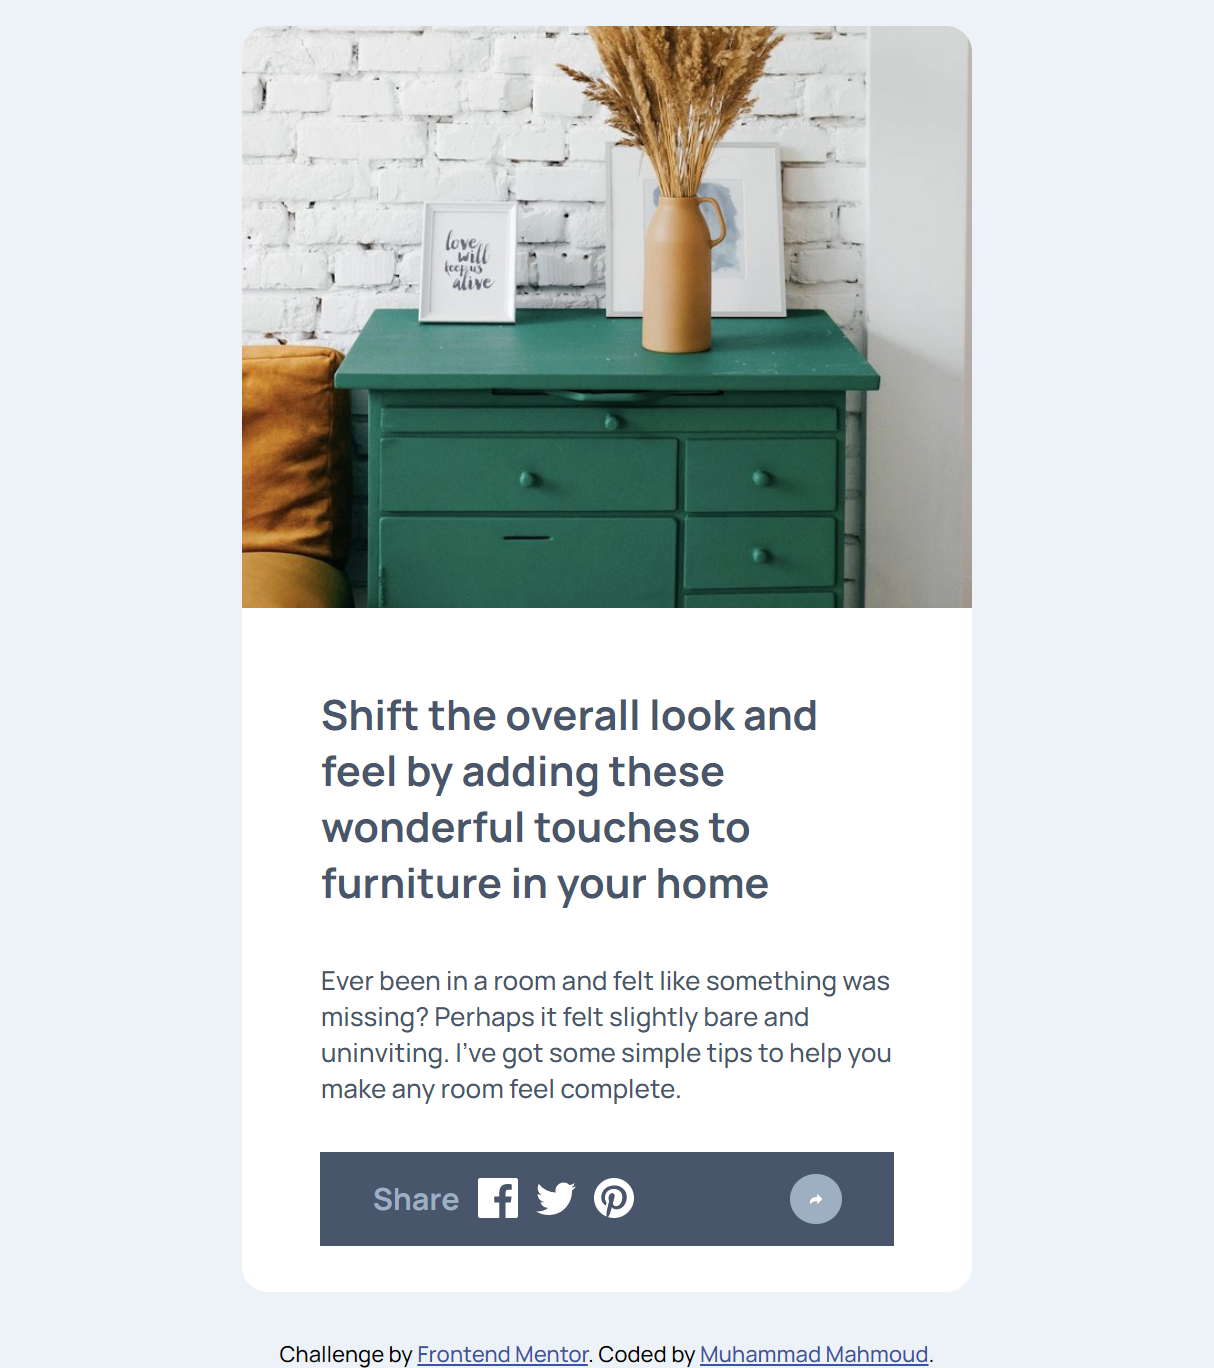 love
will
keep us
alive
Shift the overall look and
feel by adding these
wonderful touches to
furniture in your home
Ever been in a room and felt like something was
missing? Perhaps it felt slightly bare and
uninviting. I’ve got some simple tips to help you
make any room feel complete.
Share
Challenge by Frontend Mentor. Coded by Muhammad Mahmoud.